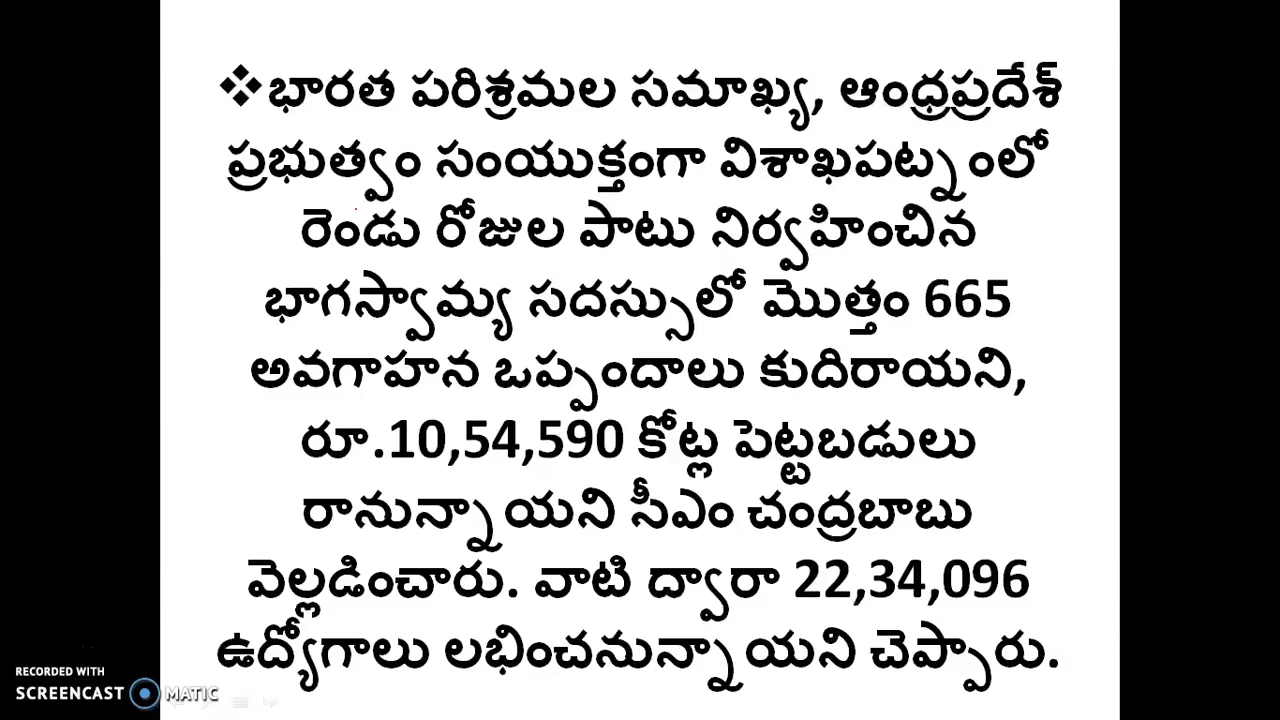 ❖భారత పరిశ్రమల సమాఖ్య, ఆంధ్రప్రదేశ్
ప్రభుత్వం సంయుక్తంగా విశాఖపట్నంలో
రెండు రోజుల పాటు నిర్వహించిన
భాగస్వామ్య సదస్సులో మొత్తం 665
అవగాహన ఒప్పందాలు కుదిరాయని,
రూ.10,54,590 కోట్ల పెట్టబడులు
రానున్నాయని సీఎం చంద్రబాబు
వెల్లడించారు. వాటి ద్వారా 22,34,096
ఉద్యోగాలు లభించనున్నాయని చెప్పారు.
RECORDED WITH
SCREENCAST MATIC